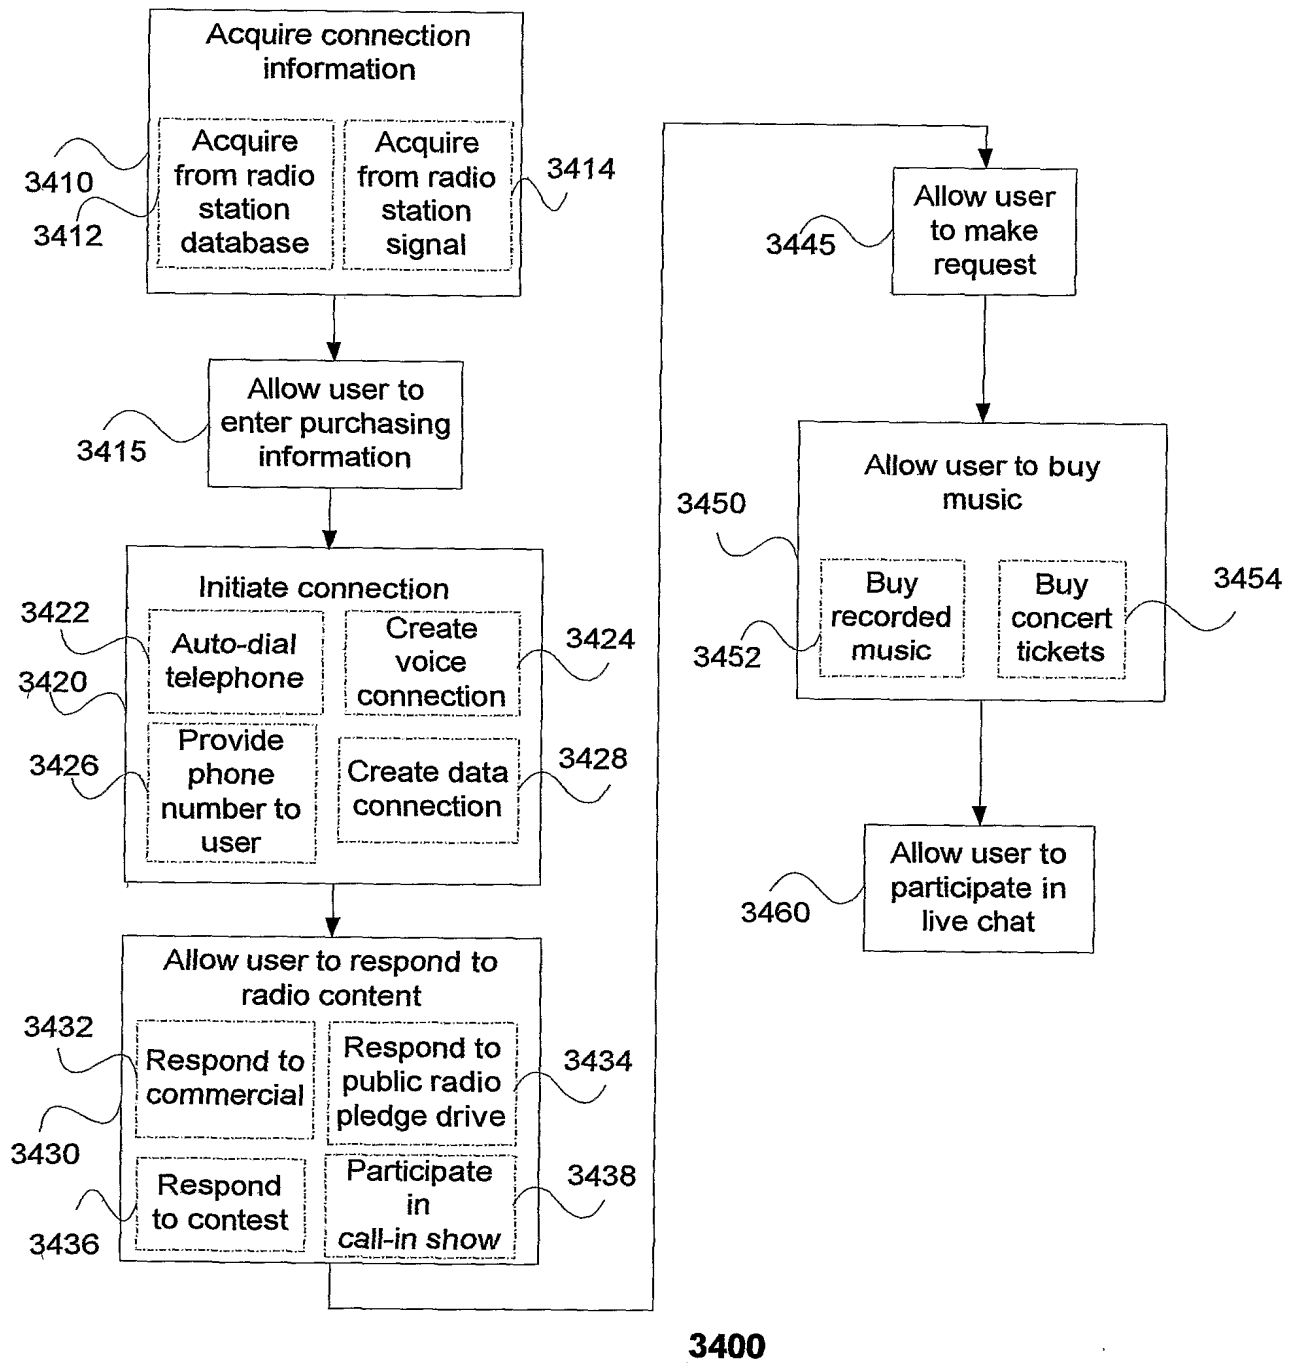 Acquire connection
information
Acquire
from radio
station
database
Acquire
from radio
station
signal
3410
3412
3414
Allow user to
enter purchasing
information
3415
Initiate connection
Auto-dial
telephone
Create
voice
connection
Provide
phone
number to
user
Create data
connection
3422
3420
3424
3426
3428
Allow user to respond to
radio content
Respond to
commercial
Respond to
public radio
pledge drive
Respond
to contest
Participate
in
call-in show
3432
3434
3430
3436
3438
Allow user
to make
request
3445
Allow user to buy
music
Buy
recorded
music
Buy
concert
tickets
3450
3452
3454
Allow user to
participate in
live chat
3460
3400